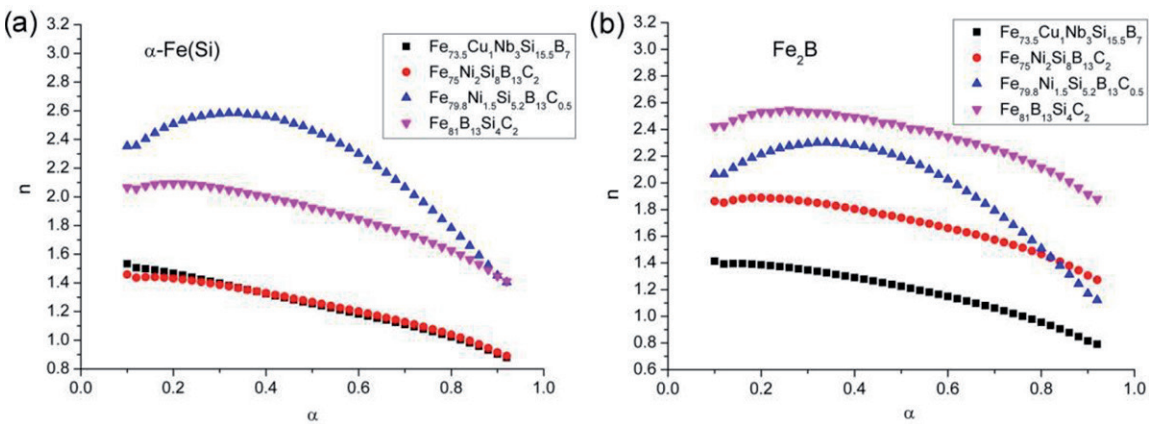 (a)
α-Fe(Si)
Fe73.5Cu1Nb3Si15.5B7
Fe75Ni2Si8B13C2
Fe79.8Ni1.5Si5.2B13C0.5
Fe81B13Si4C2
3.2
3.0
2.8
2.6
2.4
2.2
2.0
1.8
1.6
1.4
1.2
1.0
0.8
n
0.0 0.2 0.4 0.6 0.8 1.0
α
(b)
Fe2B
Fe73.5Cu1Nb3Si15.5B7
Fe75Ni2Si8B13C2
Fe79.8Ni1.5Si5.2B13C0.5
Fe81B13Si4C2
3.2
3.0
2.8
2.6
2.4
2.2
2.0
1.8
1.6
1.4
1.2
1.0
0.8
0.6
n
0.0 0.2 0.4 0.6 0.8 1.0
α